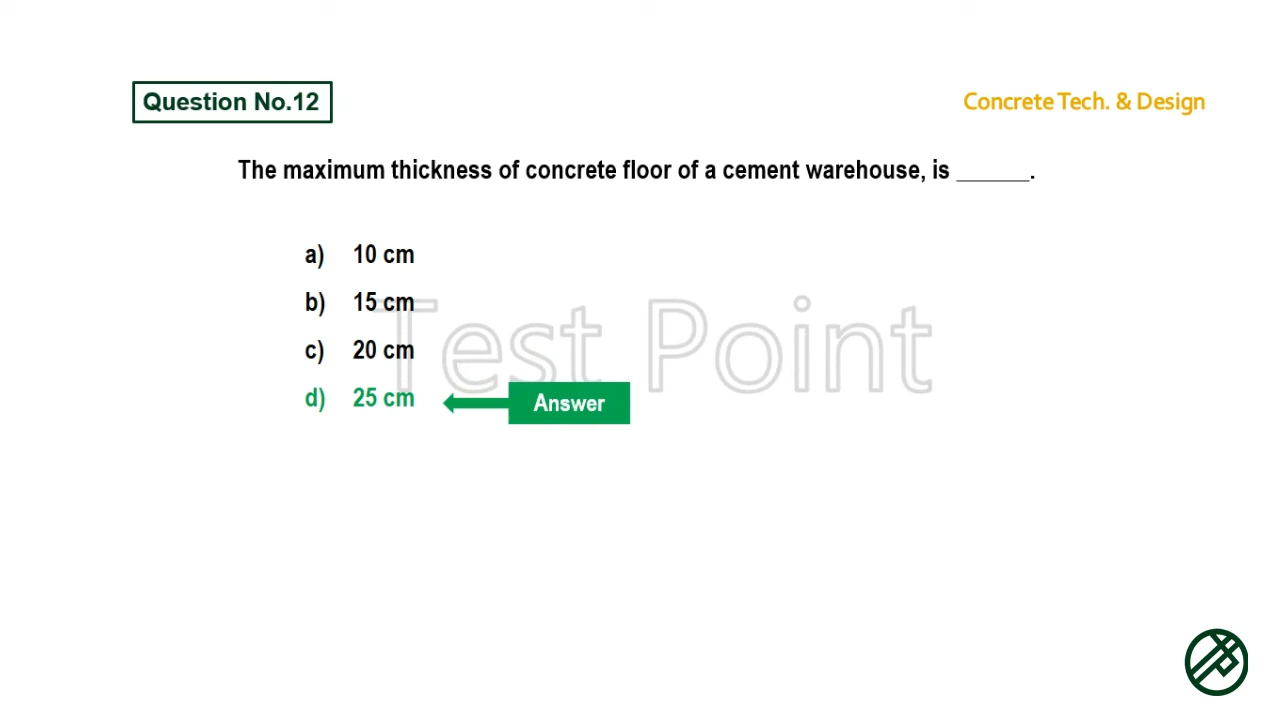 Question No.12
Concrete Tech. & Design
The maximum thickness of concrete floor of a cement warehouse, is ______.
a) 10 cm
b) 15 cm
c) 20 cm
d) 25 cm
Answer
Test Point